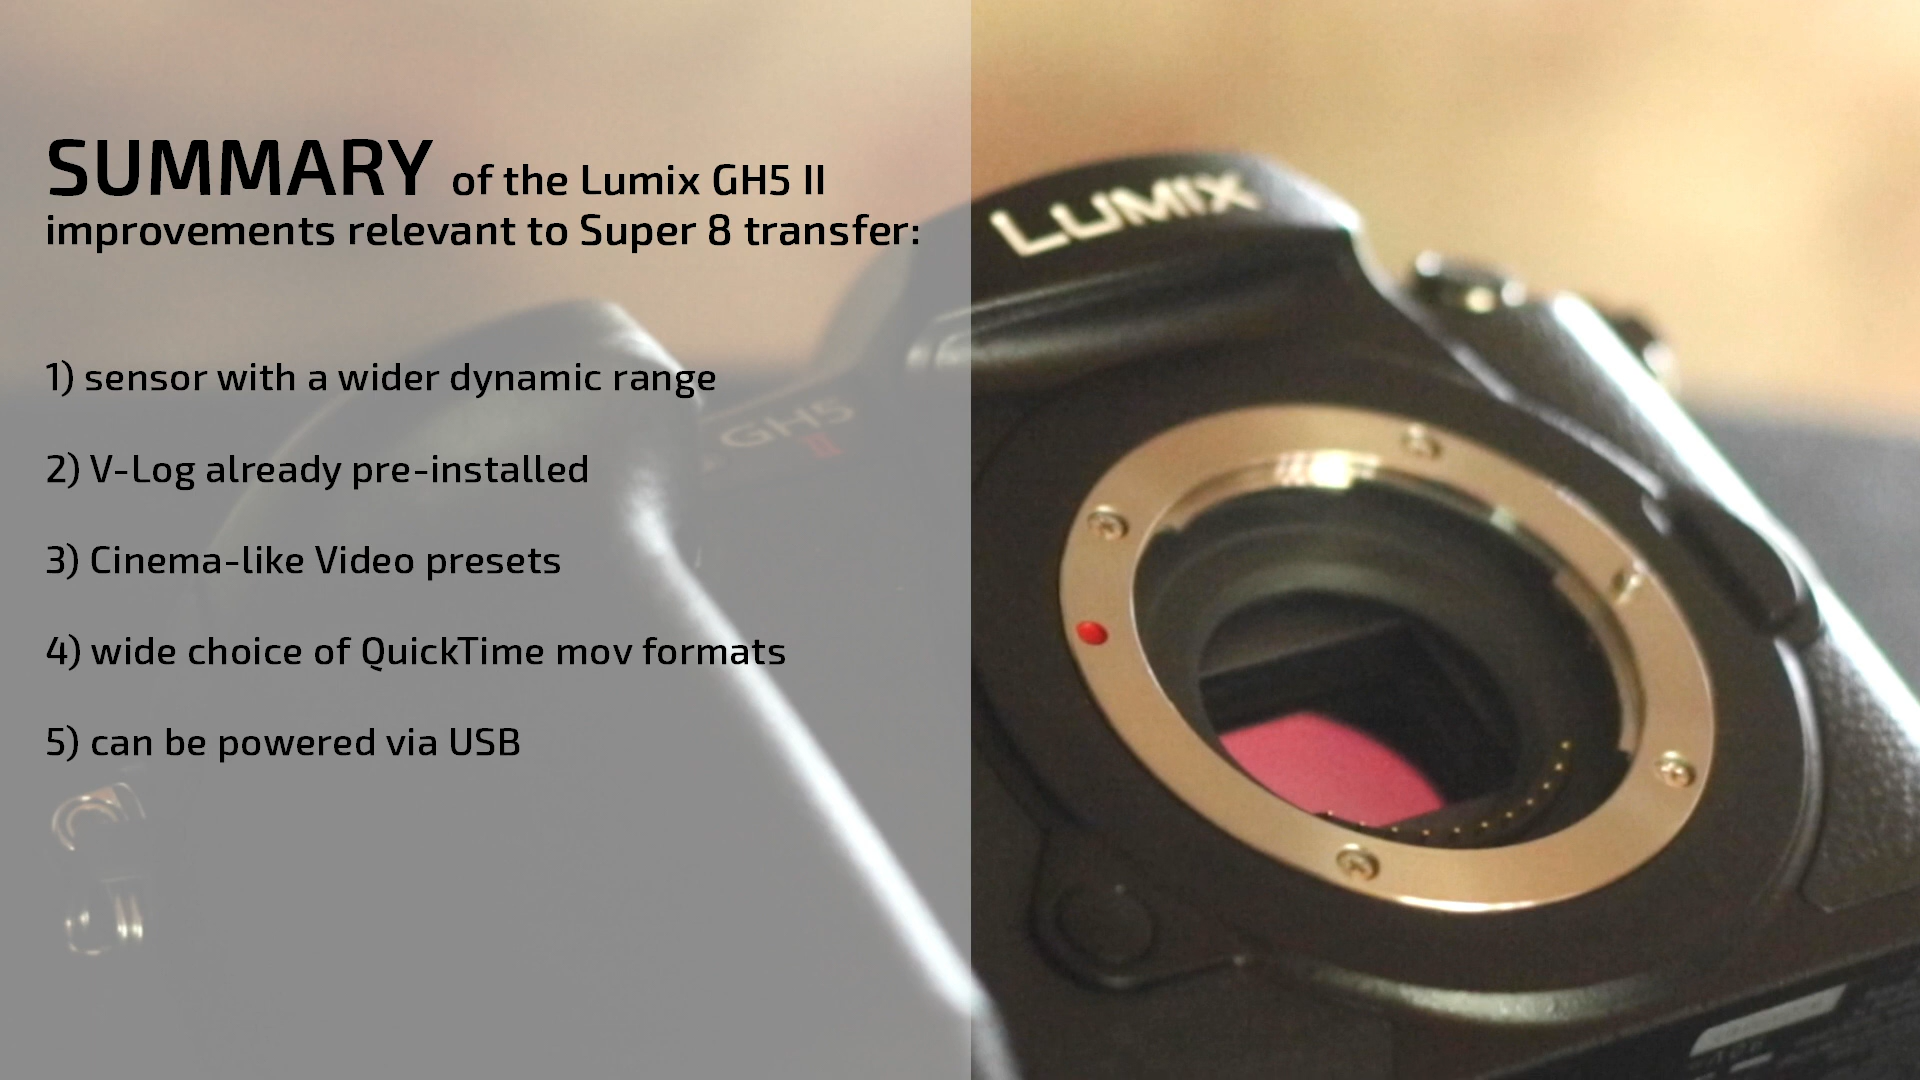 SUMMARY of the Lumix GH5 II
improvements relevant to Super 8 transfer:
1) sensor with a wider dynamic range
2) V-Log already pre-installed
3) Cinema-like Video presets
4) wide choice of QuickTime mov formats
5) can be powered via USB
LUMIX
GH5
II